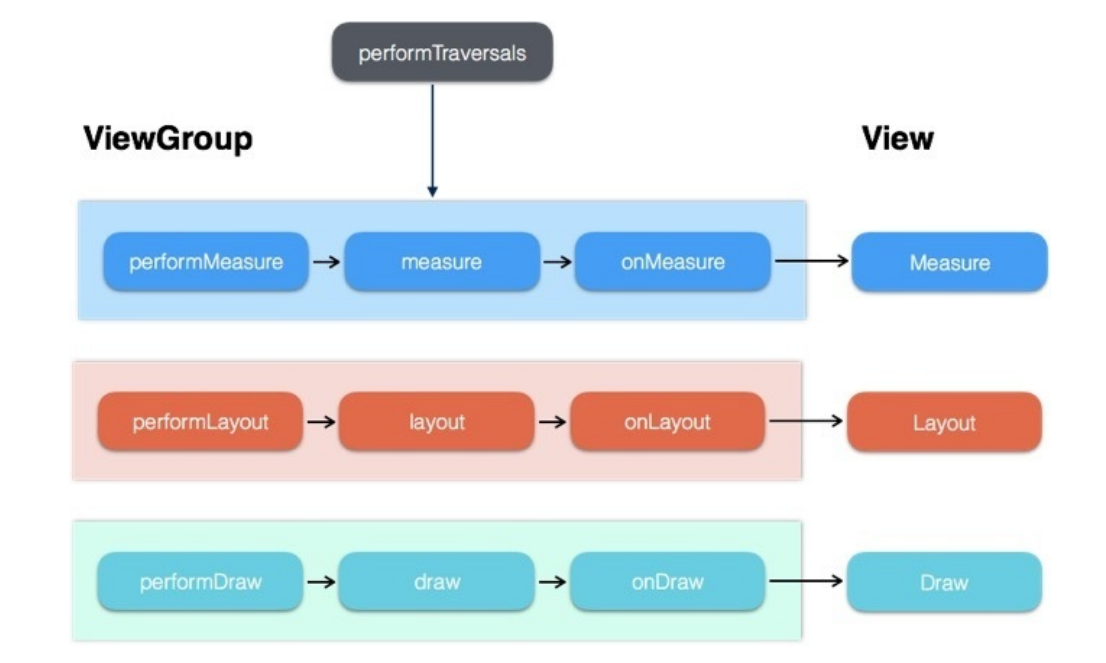 performTraversals
ViewGroup
View
performMeasure
measure
onMeasure
Measure
performLayout
layout
onLayout
Layout
performDraw
draw
onDraw
Draw